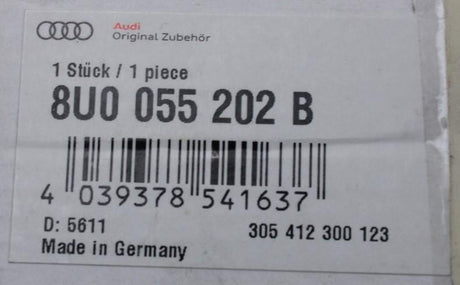 Audi
Original Zubehör
1 Stück / 1 piece
8U0 055 202 B
4 039378 541637
D: 5611
305 412 300 123
Made in Germany